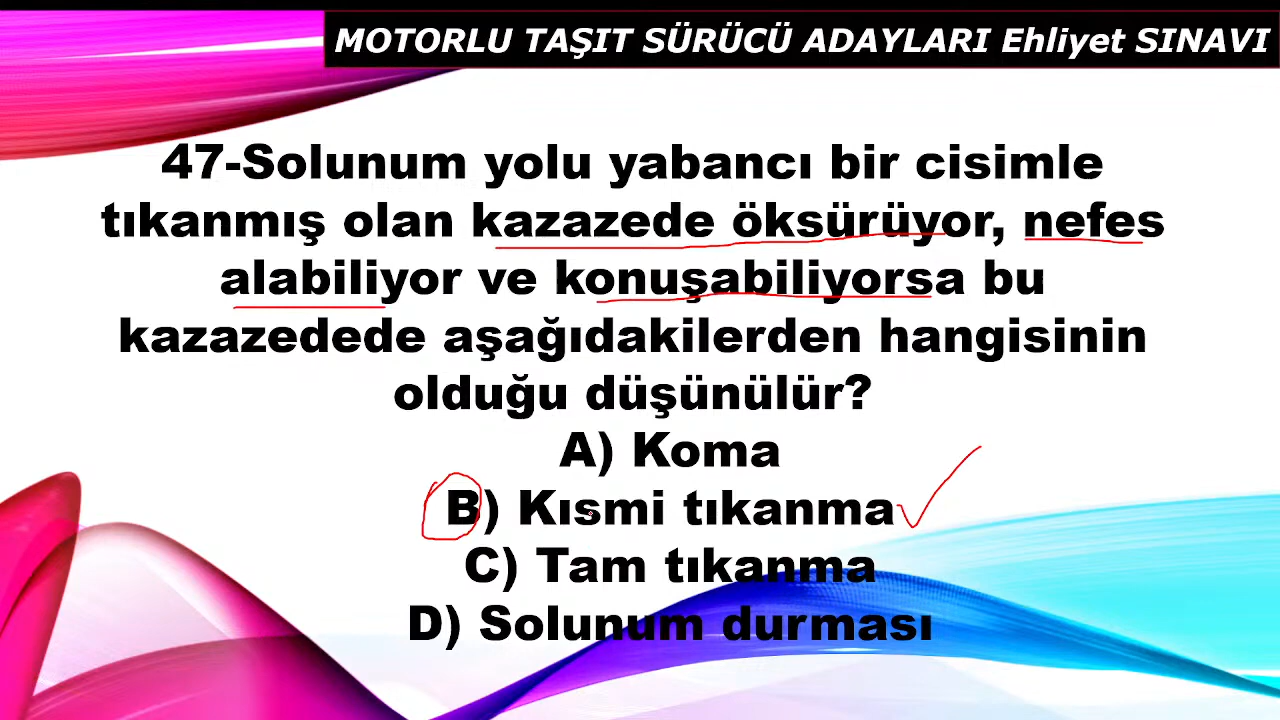 MOTORLU TAŞIT SÜRÜCÜ ADAYLARI Ehliyet SINAVI
47-Solunum yolu yabancı bir cisimle
tıkanmış olan kazazede öksürüyor, nefes
alabiliyor ve konuşabiliyorsa bu
kazazedede aşağıdakilerden hangisinin
olduğu düşünülür?
A) Koma
B) Kısmi tıkanma
C) Tam tıkanma
D) Solunum durması